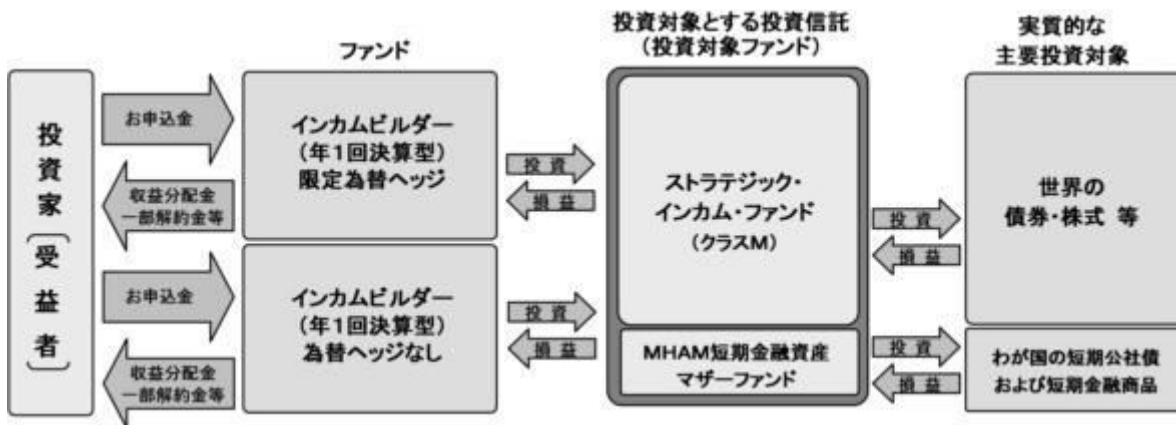 投資対象とする投資信託
(投資対象ファンド)
実質的な
主要投資対象
ファンド
投資家(受益者)
お申込金
収益分配金
一部解約金等
お申込金
収益分配金
一部解約金等
インカムビルダー
(年1回決算型)
限定為替ヘッジ
インカムビルダー
(年1回決算型)
為替ヘッジなし
投資
損益
投資
損益
ストラテジック・
インカム・ファンド
(クラスM)
MHAM短期金融資産
マザーファンド
投資
損益
投資
損益
世界の
債券・株式 等
わが国の短期公社債
および短期金融商品